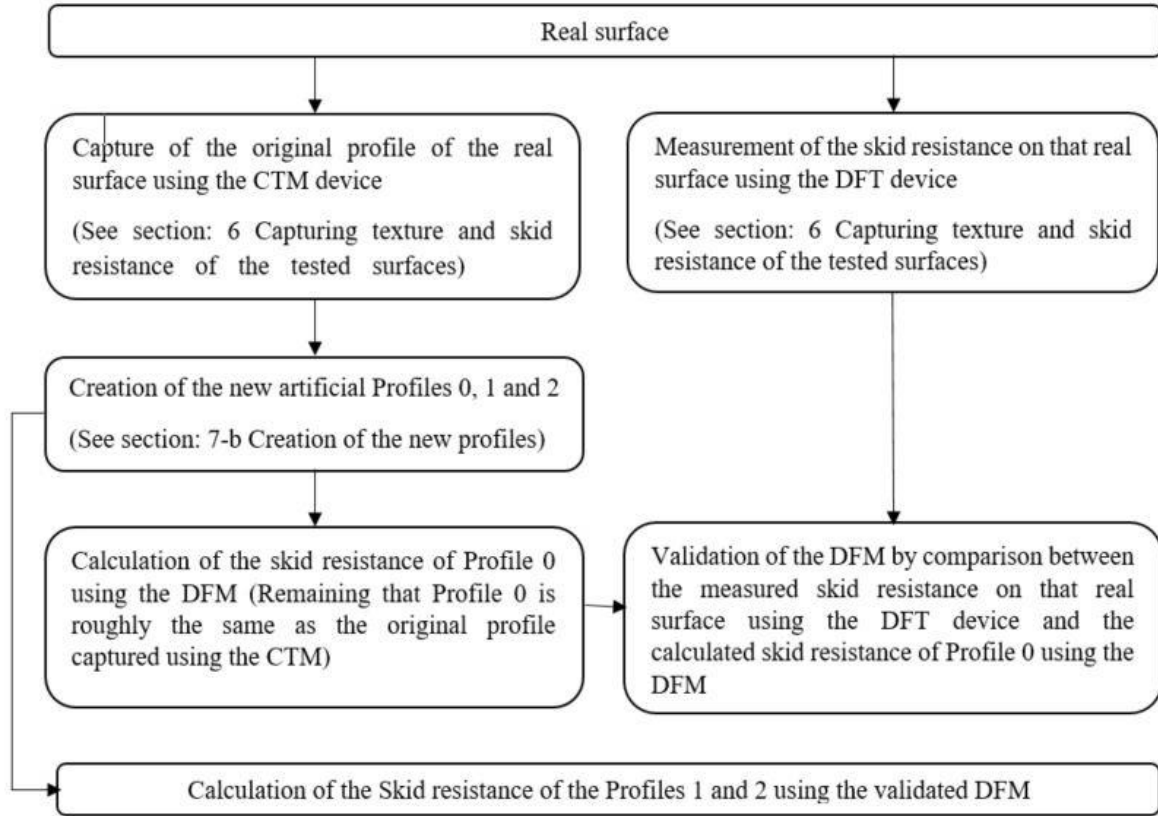 Real surface
Capture of the original profile of the real
surface using the CTM device
(See section: 6 Capturing texture and skid
resistance of the tested surfaces)
Measurement of the skid resistance on that real
surface using the DFT device
(See section: 6 Capturing texture and skid
resistance of the tested surfaces)
Creation of the new artificial Profiles 0, 1 and 2
(See section: 7-b Creation of the new profiles)
Calculation of the skid resistance of Profile 0
using the DFM (Remaining that Profile 0 is
roughly the same as the original profile
captured using the CTM)
Validation of the DFM by comparison between
the measured skid resistance on that real
surface using the DFT device and the
calculated skid resistance of Profile 0 using the
DFM
Calculation of the Skid resistance of the Profiles 1 and 2 using the validated DFM